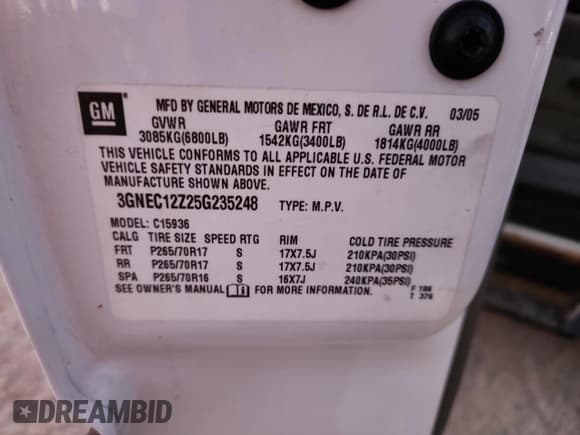 GM ®
MFD BY GENERAL MOTORS DE MEXICO, S. DE R.L. DE C.V. 03/05
GVWR GAWR FRT GAWR RR
3085KG(6800LB) 1542KG(3400LB) 1814KG(4000LB)
THIS VEHICLE CONFORMS TO ALL APPLICABLE U.S. FEDERAL MOTOR
VEHICLE SAFETY STANDARDS IN EFFECT ON THE DATE OF
MANUFACTURE SHOWN ABOVE.
3GNEC12Z25G235248 TYPE: M.P.V.
MODEL: C15936
CALG TIRE SIZE SPEED RTG RIM COLD TIRE PRESSURE
FRT P265/70R17 S 17X7.5J 210KPA(30PSI)
RR P265/70R17 S 17X7.5J 210KPA(30PSI)
SPA P265/70R16 S 16X7J 240KPA(35PSI)
SEE OWNER'S MANUAL i FOR MORE INFORMATION.
F 186
T 376
DREAMBID